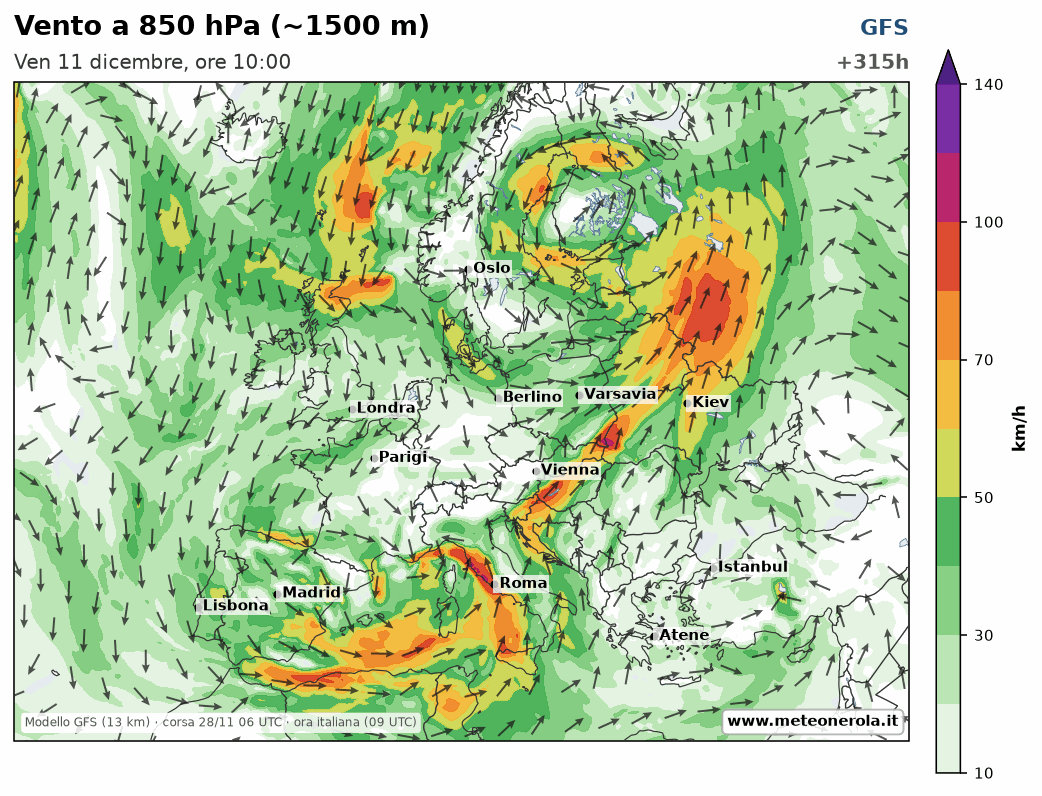 Vento a 850 hPa (~1500 m)
GFS
Ven 11 dicembre, ore 10:00
+315h
140
100
70
50
30
10
km/h
Oslo
Berlino
Varsavia
Kiev
Londra
Parigi
Vienna
Istanbul
Roma
Madrid
Lisbona
Atene
Modello GFS (13 km) · corsa 28/11 06 UTC · ora italiana (09 UTC)
www.meteonerola.it